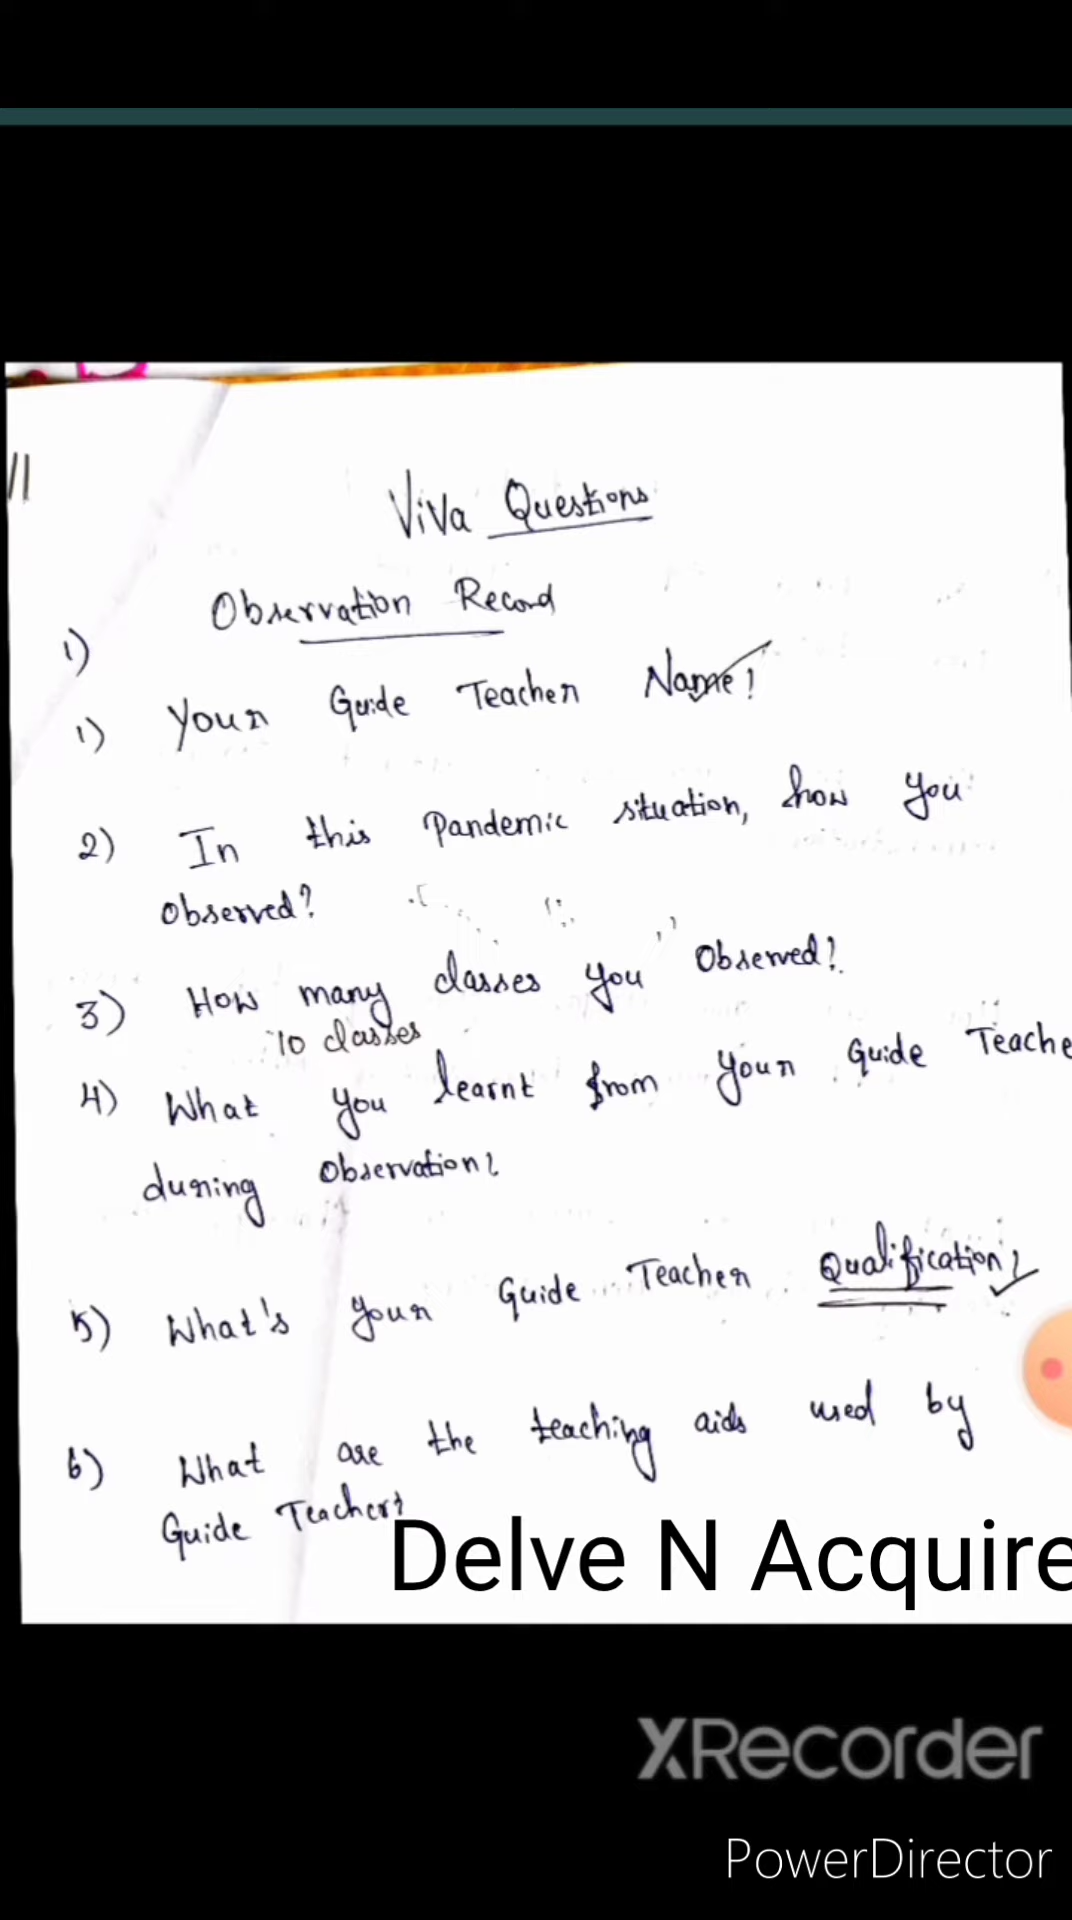 11
Viva Questions
Observation Record
1)
1) Your Guide Teacher Name?
2) In this Pandemic situation, how you
observed?
3) How many classes you observed?
10 classes
4) What you learnt from your Guide Teache
during observation?
5) What's your Guide Teacher Qualification?
6) What are the teaching aids used by
Guide Teacher?
Delve N Acquire
XRecorder
PowerDirector